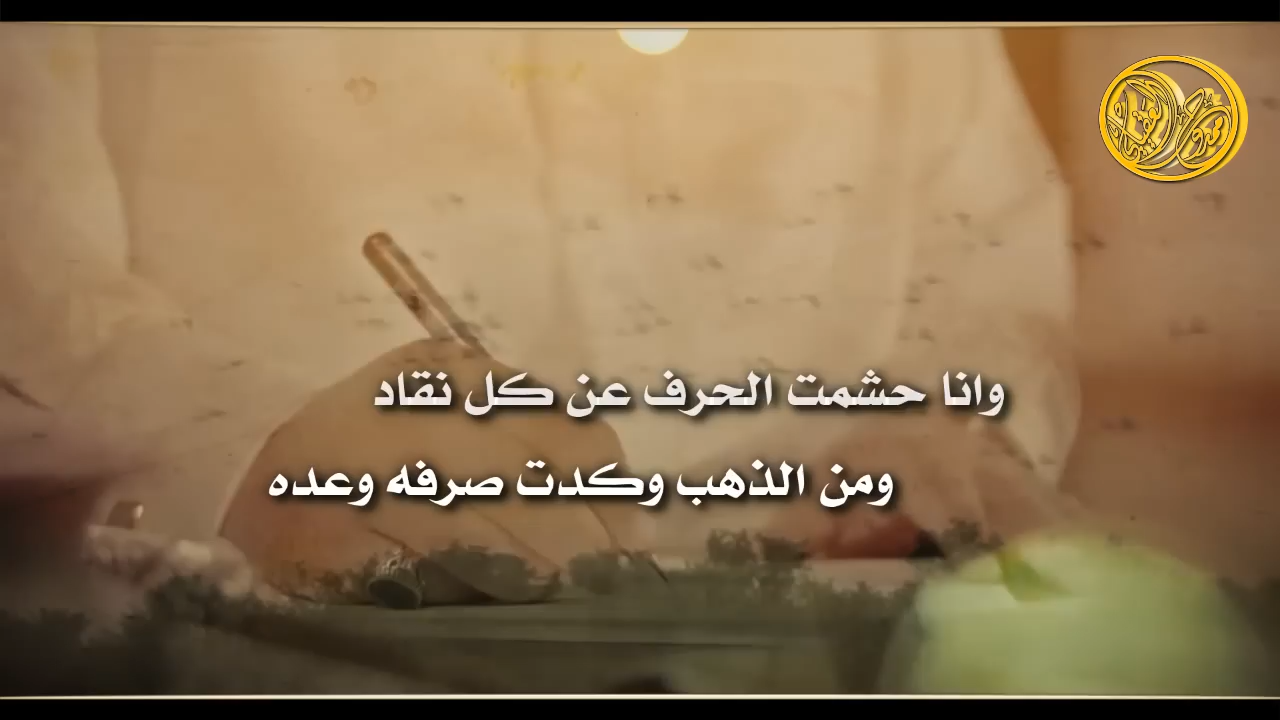 وانا حشمت الحرف عن كل نقاد
ومن الذهب وكدت صرفه وعده